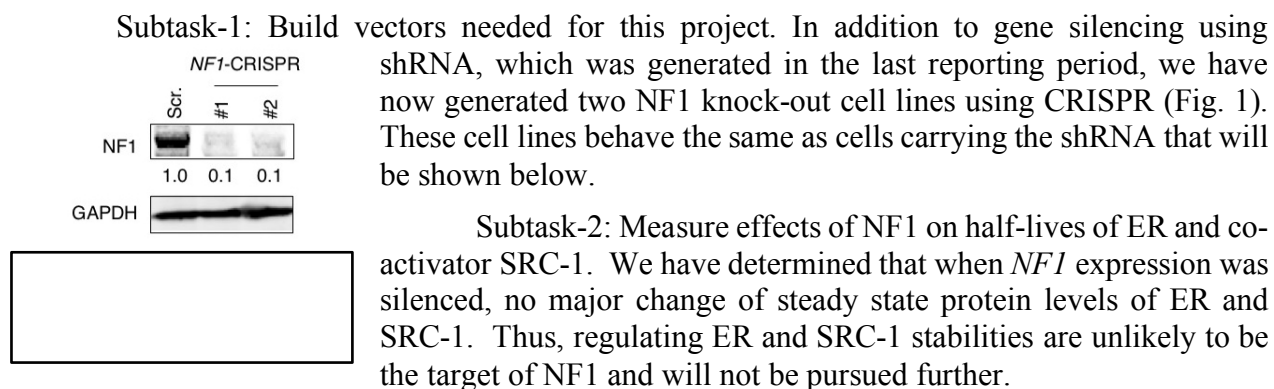 Subtask-1: Build vectors needed for this project. In addition to gene silencing using
shRNA, which was generated in the last reporting period, we have
now generated two NF1 knock-out cell lines using CRISPR (Fig. 1).
These cell lines behave the same as cells carrying the shRNA that will
be shown below.
NF1-CRISPR
Scr. #1 #2
NF1
1.0 0.1 0.1
GAPDH
Subtask-2: Measure effects of NF1 on half-lives of ER and co-
activator SRC-1. We have determined that when NF1 expression was
silenced, no major change of steady state protein levels of ER and
SRC-1. Thus, regulating ER and SRC-1 stabilities are unlikely to be
the target of NF1 and will not be pursued further.